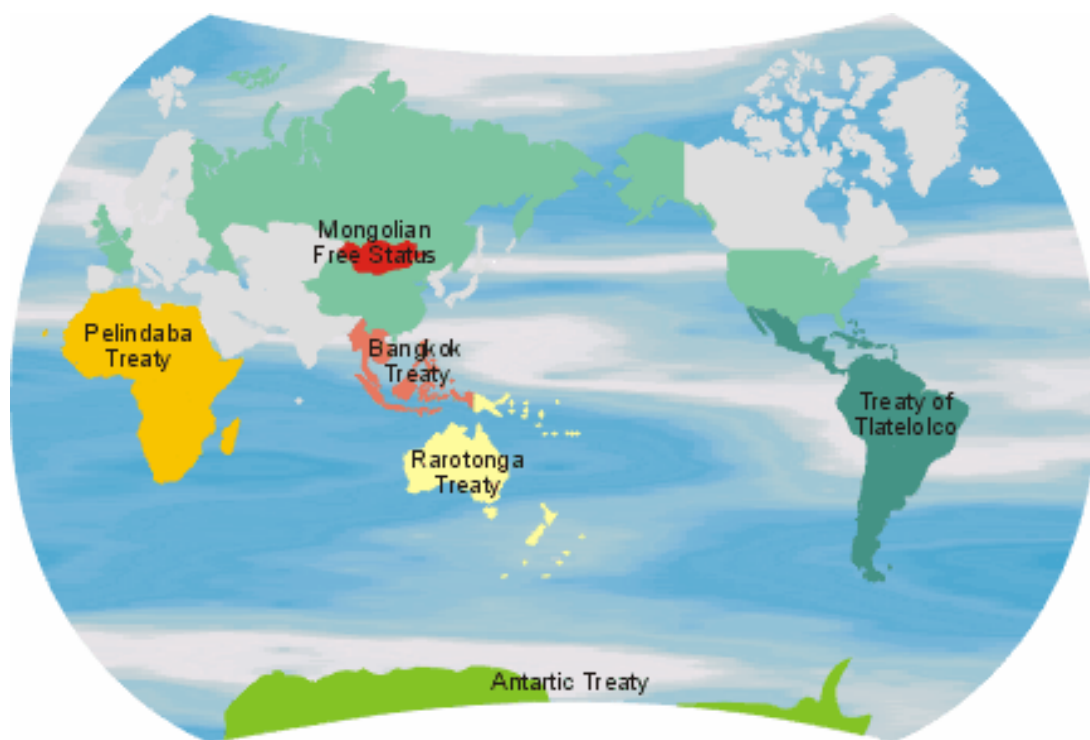 Mongolian
Free Status
Pelindaba
Treaty
Bangkok
Treaty
Treaty of
Tlatelolco
Rarotonga
Treaty
Antartic Treaty